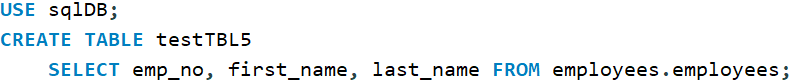 USE sqlDB;
CREATE TABLE testTBL5
    SELECT emp_no, first_name, last_name FROM employees.employees;